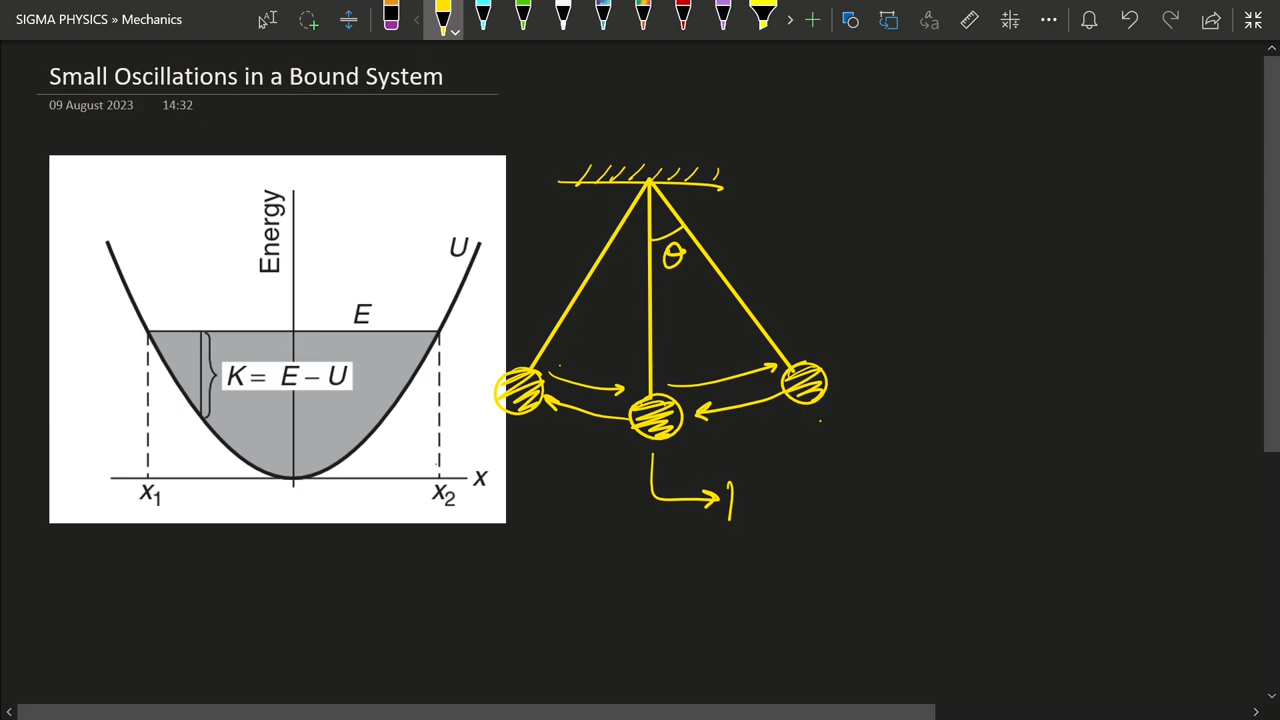 SIGMA PHYSICS » Mechanics
Small Oscillations in a Bound System
09 August 2023 14:32
Energy
U
E
K = E – U
x
x1
x2
θ